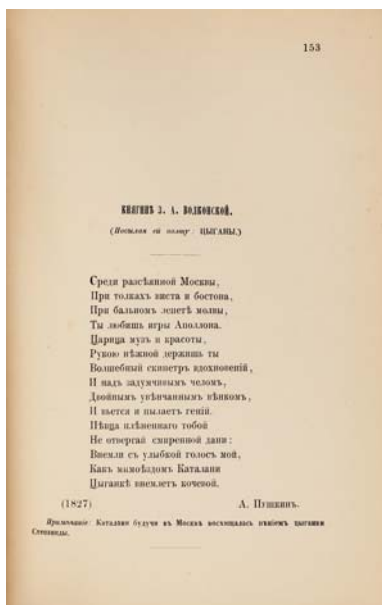 153
КНЯГИНѢ З. А. ВОЛКОНСКОЙ.
(Посылая ей поэму: ЦЫГАНЫ.)
Среди разсѣянной Москвы,
При толкахъ виста и бостона,
При бальномъ лепетѣ молвы,
Ты любишь игры Аполлона.
Царица музъ и красоты,
Рукою нѣжной держишь ты
Волшебный скипетръ вдохновеній,
И надъ задумчивымъ челомъ,
Двойнымъ увѣнчаннымъ вѣнкомъ,
И вьется и пылаетъ геній.
Пѣвца плѣненнаго тобой
Не отвергай смиренной дани:
Внемли съ улыбкой голосъ мой,
Какъ мимоѣздомъ Каталани
Цыганкѣ внемлетъ кочевой.
(1827) А. Пушкинъ.
Примѣчаніе: Каталани будучи въ Москвѣ восхищалась пѣніемъ цыганки
Степаниды.